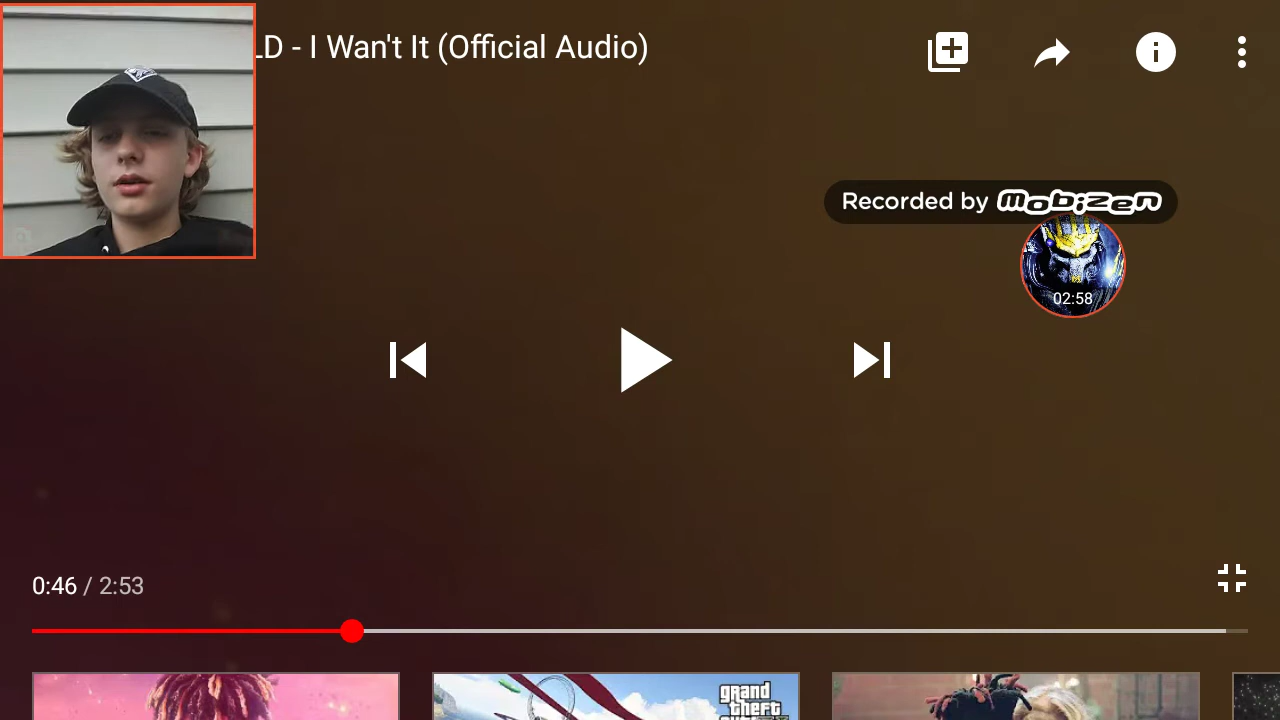 LD - I Wan't It (Official Audio)
Recorded by mobizen
02:58
0:46 / 2:53
grand
theft